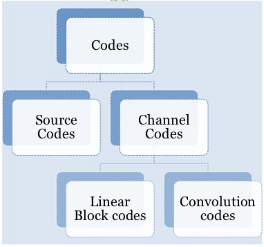 Codes
Source
Codes
Channel
Codes
Linear
Block codes
Convolution
codes